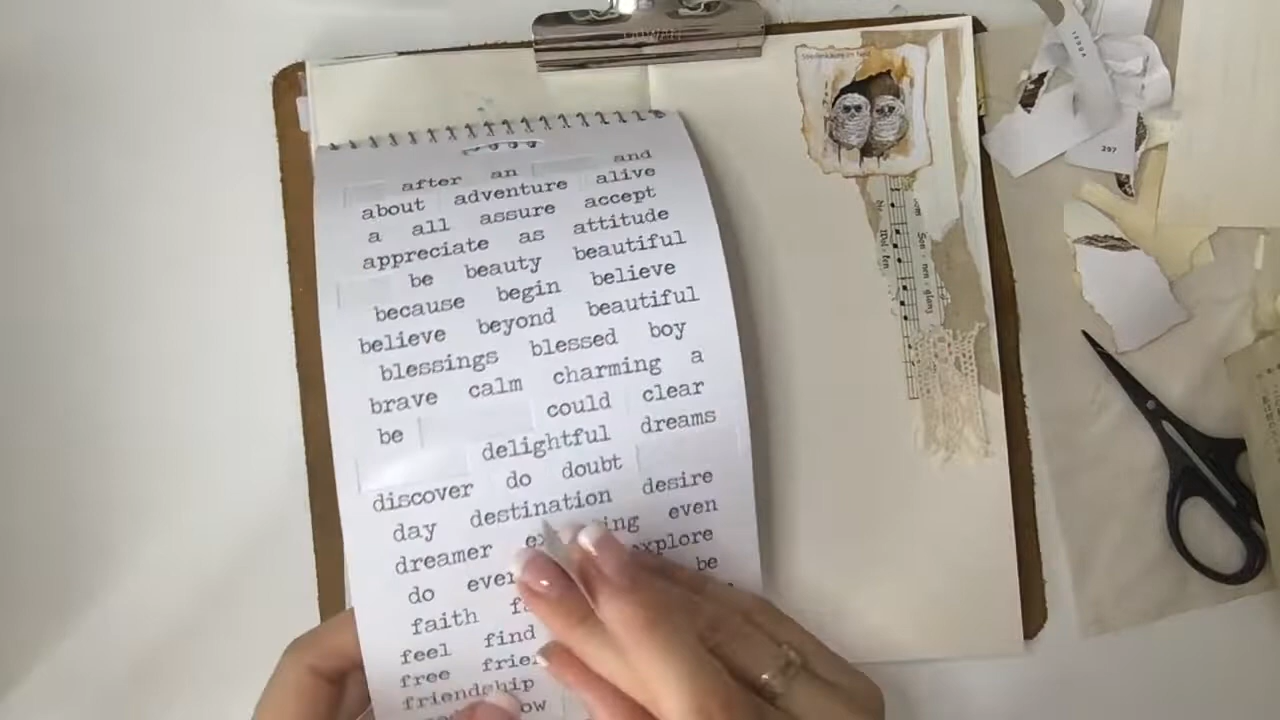 after an and
about adventure alive
a all assure accept
appreciate as attitude
be beauty beautiful
because begin believe
believe beyond beautiful
blessings blessed boy
brave calm charming a
be could clear
delightful dreams
discover do doubt
day destination desire
dreamer even
do explore
faith be
feel find
free
friendship
297